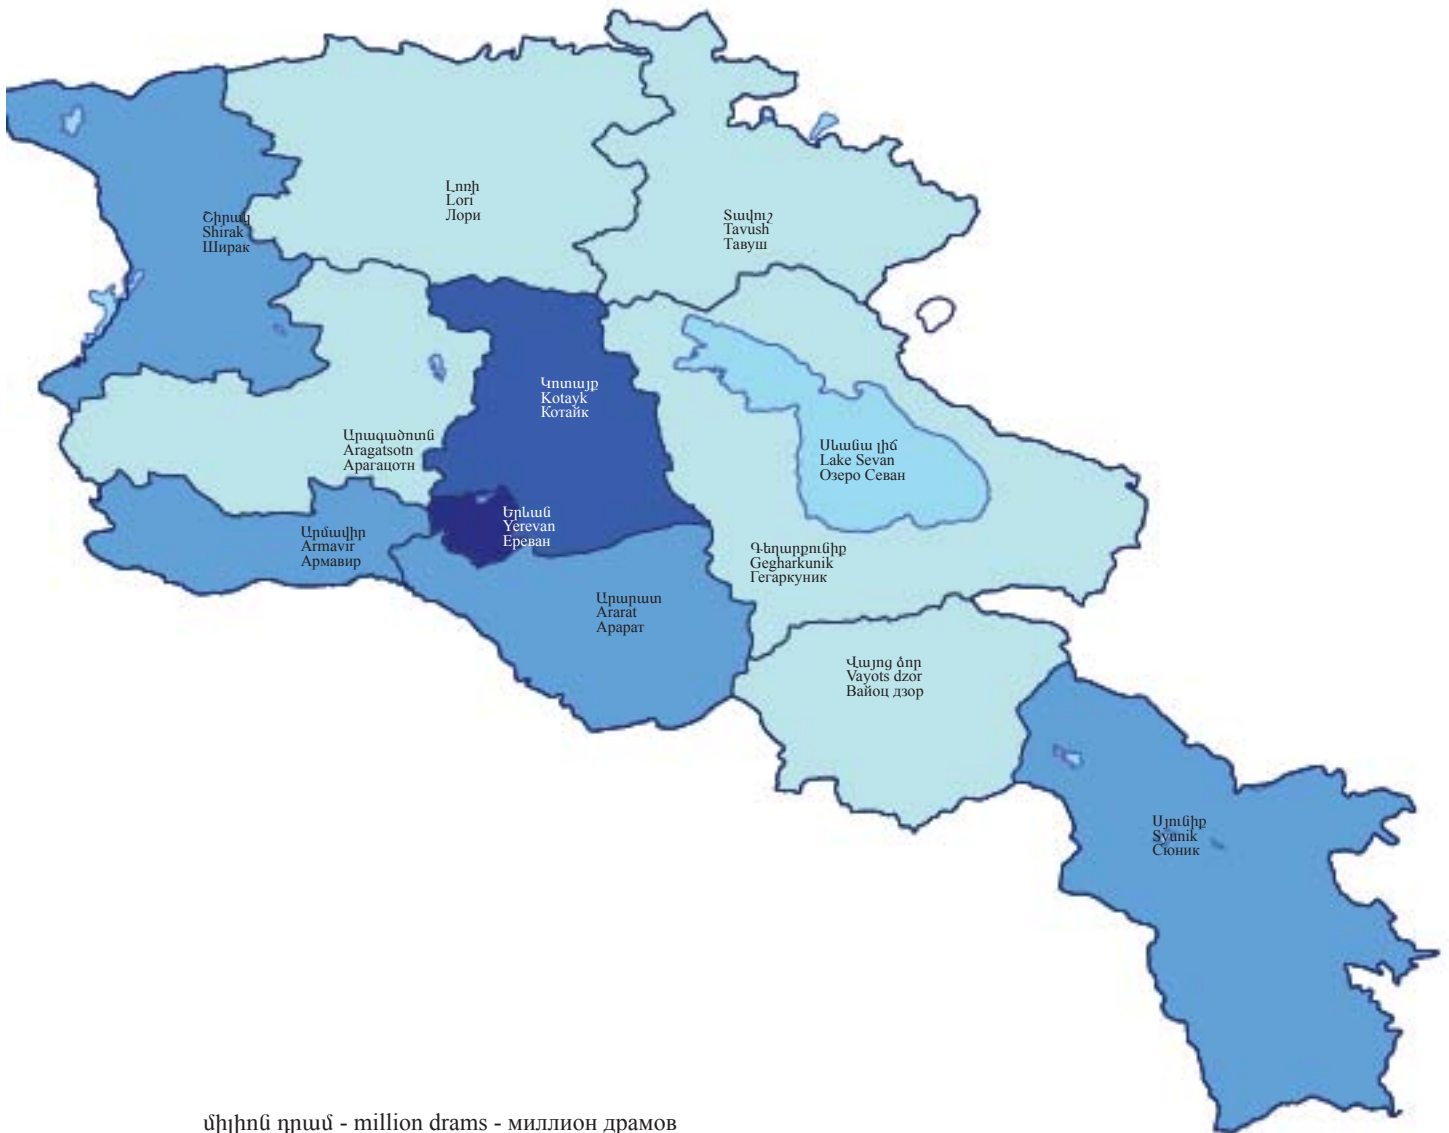 Լոռի
Lori
Лори
Շիրակ
Shirak
Ширак
Տավուշ
Tavush
Тавуш
Կոտայք
Kotayk
Котайк
Արագածոտն
Aragatsotn
Арагацотн
Սևանա լիճ
Lake Sevan
Озеро Севан
Երևան
Yerevan
Ереван
Արմավիր
Armavir
Армавир
Գեղարքունիք
Gegharkunik
Гегаркуник
Արարատ
Ararat
Арарат
Վայոց ձոր
Vayots dzor
Вайоц дзор
Սյունիք
Syunik
Сюник
միլիոն դրամ - million drams - миллион драмов